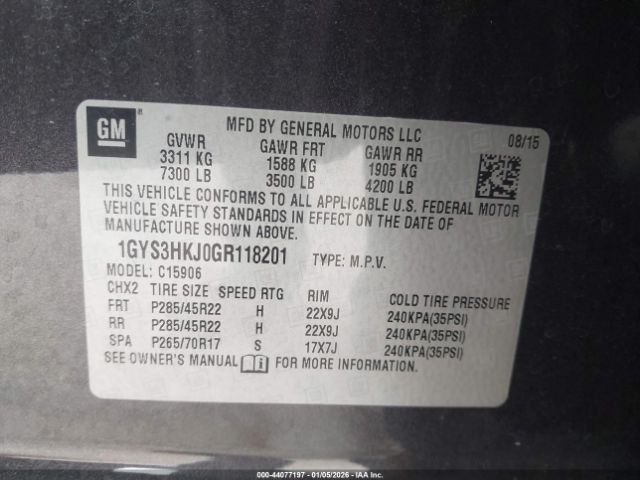 GM
MFD BY GENERAL MOTORS LLC 08/15
GVWR GAWR FRT GAWR RR
3311 KG 1588 KG 1905 KG
7300 LB 3500 LB 4200 LB
THIS VEHICLE CONFORMS TO ALL APPLICABLE U.S. FEDERAL MOTOR
VEHICLE SAFETY STANDARDS IN EFFECT ON THE DATE OF
MANUFACTURE SHOWN ABOVE.
1GYS3HKJ0GR118201 TYPE: M.P.V.
MODEL: C15906
CHX2 TIRE SIZE SPEED RTG RIM COLD TIRE PRESSURE
FRT P285/45R22 H 22X9J 240KPA(35PSI)
RR P285/45R22 H 22X9J 240KPA(35PSI)
SPA P265/70R17 S 17X7J 240KPA(35PSI)
SEE OWNER'S MANUAL FOR MORE INFORMATION.
© IAAI -- 44077197 -- 01/05/2026 -- IAA Holdings, LLC